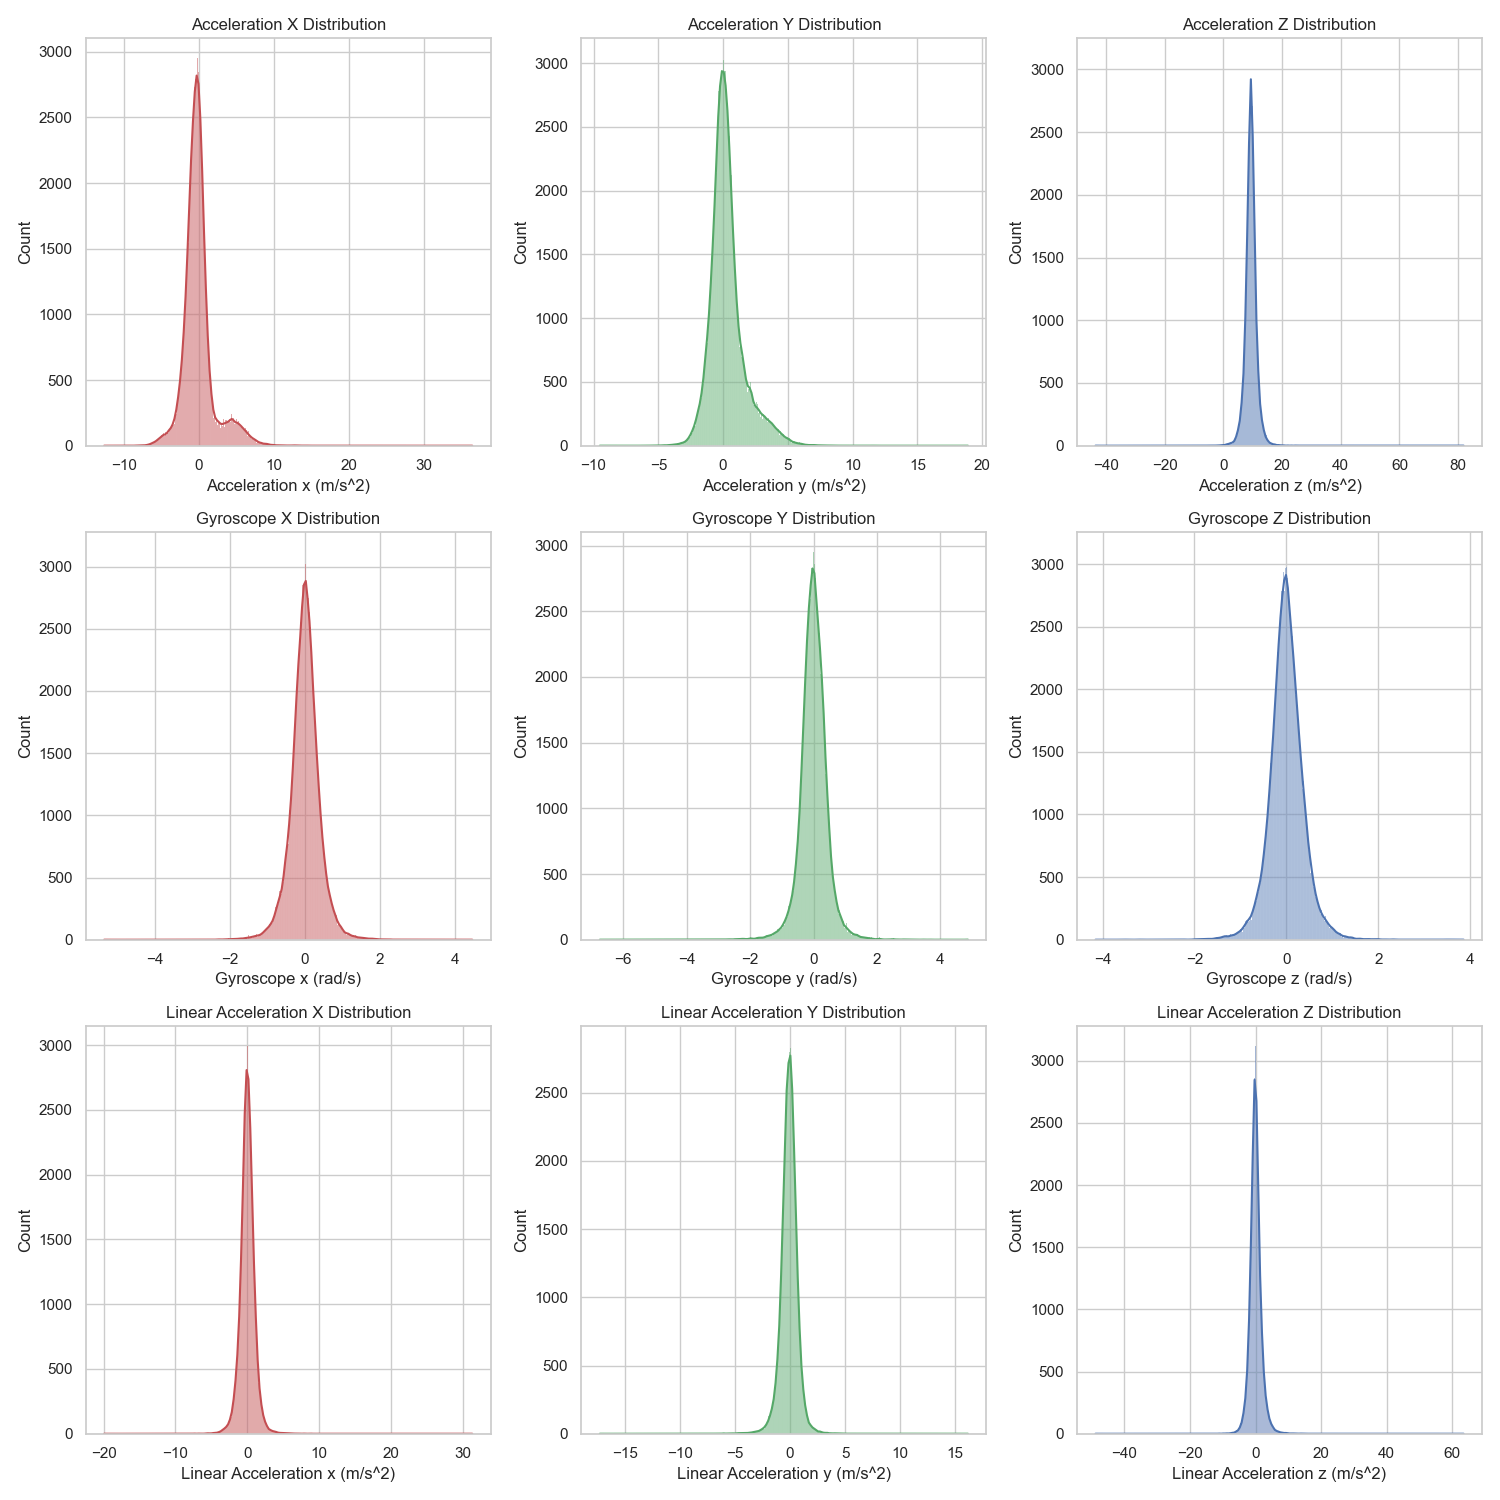 Acceleration X Distribution
3000
2500
2000
1500
1000
500
0
Count
−10 0 10 20 30
Acceleration x (m/s^2)
Acceleration Y Distribution
3000
2500
2000
1500
1000
500
0
Count
−10 −5 0 5 10 15 20
Acceleration y (m/s^2)
Acceleration Z Distribution
3000
2500
2000
1500
1000
500
0
Count
−40 −20 0 20 40 60 80
Acceleration z (m/s^2)
Gyroscope X Distribution
3000
2500
2000
1500
1000
500
0
Count
−4 −2 0 2 4
Gyroscope x (rad/s)
Gyroscope Y Distribution
3000
2500
2000
1500
1000
500
0
Count
−6 −4 −2 0 2 4
Gyroscope y (rad/s)
Gyroscope Z Distribution
3000
2500
2000
1500
1000
500
0
Count
−4 −2 0 2 4
Gyroscope z (rad/s)
Linear Acceleration X Distribution
3000
2500
2000
1500
1000
500
0
Count
−20 −10 0 10 20 30
Linear Acceleration x (m/s^2)
Linear Acceleration Y Distribution
2500
2000
1500
1000
500
0
Count
−15 −10 −5 0 5 10 15
Linear Acceleration y (m/s^2)
Linear Acceleration Z Distribution
3000
2500
2000
1500
1000
500
0
Count
−40 −20 0 20 40 60
Linear Acceleration z (m/s^2)